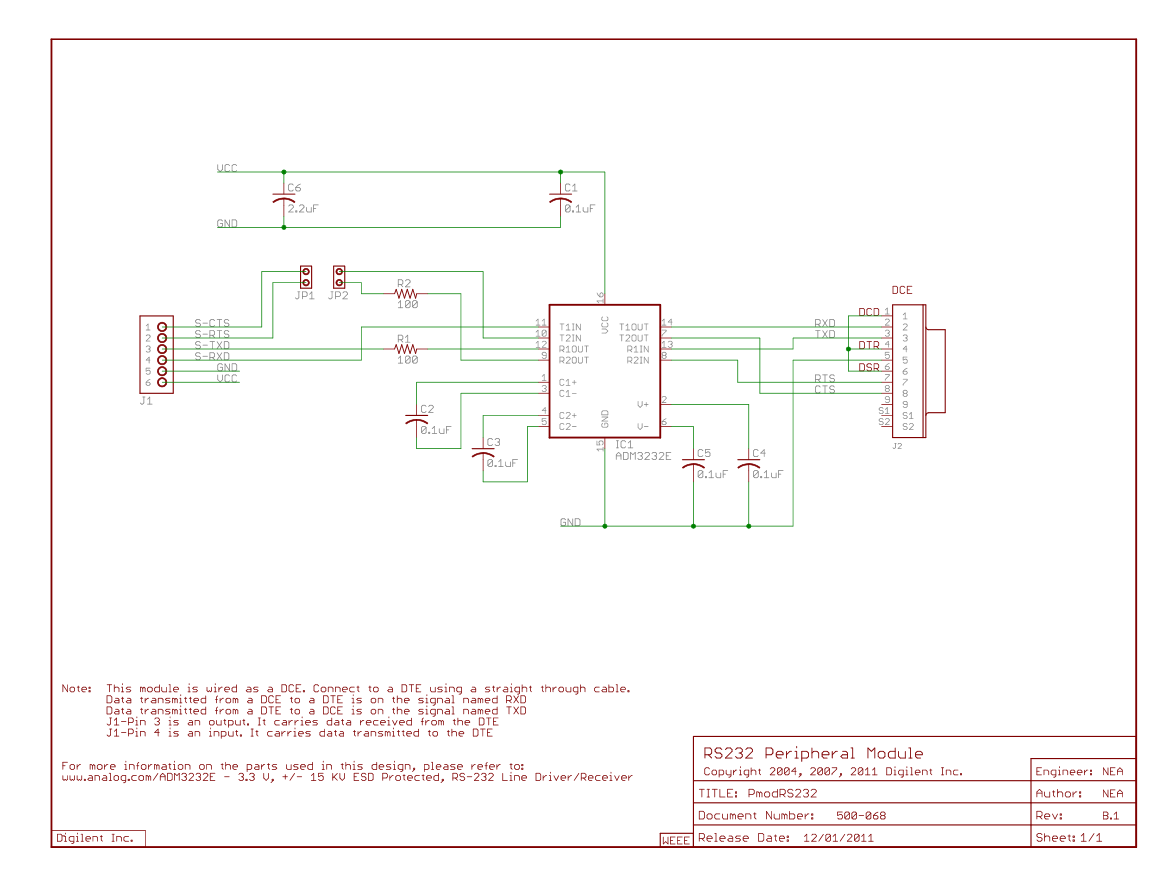 VCC
C6
2.2uF
C1
0.1uF
GND
JP1
JP2
R2
100
R1
100
1 S-CTS
2 S-RTS
3 S-TXD
4 S-RXD
5 GND
6 VCC
J1
16
VCC
11 T1IN T1OUT 14
10 T2IN T2OUT 7
12 R1OUT R1IN 13
9 R2OUT R2IN 8
1 C1+
3 C1-
4 C2+
5 C2-
V+ 2
V- 6
GND
15
IC1
ADM3232E
C2
0.1uF
C3
0.1uF
C5
0.1uF
C4
0.1uF
GND
DCE
DCD 1 1
RXD 2 2
TXD 3 3
DTR 4 4
5 5
DSR 6 6
RTS 7 7
CTS 8 8
9 9
S1 S1
S2 S2
J2
Note: This module is wired as a DCE. Connect to a DTE using a straight through cable.
Data transmitted from a DCE to a DTE is on the signal named RXD
Data transmitted from a DTE to a DCE is on the signal named TXD
J1-Pin 3 is an output. It carries data received from the DTE
J1-Pin 4 is an input. It carries data transmitted to the DTE
For more information on the parts used in this design, please refer to:
www.analog.com/ADM3232E - 3.3 V, +/- 15 KV ESD Protected, RS-232 Line Driver/Receiver
RS232 Peripheral Module
Copyright 2004, 2007, 2011 Digilent Inc.
Engineer: NEA
TITLE: PmodRS232
Author: NEA
Document Number: 500-068
Rev: B.1
Digilent Inc.
WEEE
Release Date: 12/01/2011
Sheet: 1/1